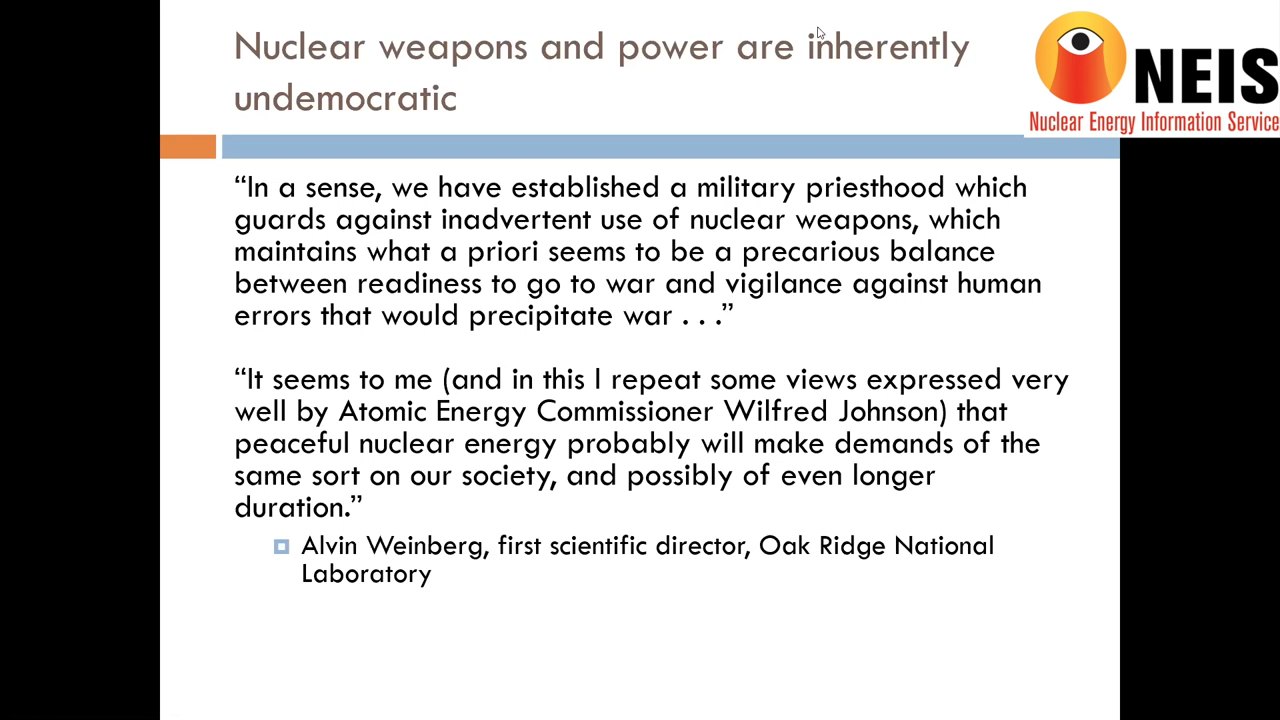 Nuclear weapons and power are inherently
undemocratic
NEIS
Nuclear Energy Information Service
“In a sense, we have established a military priesthood which
guards against inadvertent use of nuclear weapons, which
maintains what a priori seems to be a precarious balance
between readiness to go to war and vigilance against human
errors that would precipitate war . . .”
“It seems to me (and in this I repeat some views expressed very
well by Atomic Energy Commissioner Wilfred Johnson) that
peaceful nuclear energy probably will make demands of the
same sort on our society, and possibly of even longer
duration.”
Alvin Weinberg, first scientific director, Oak Ridge National
Laboratory